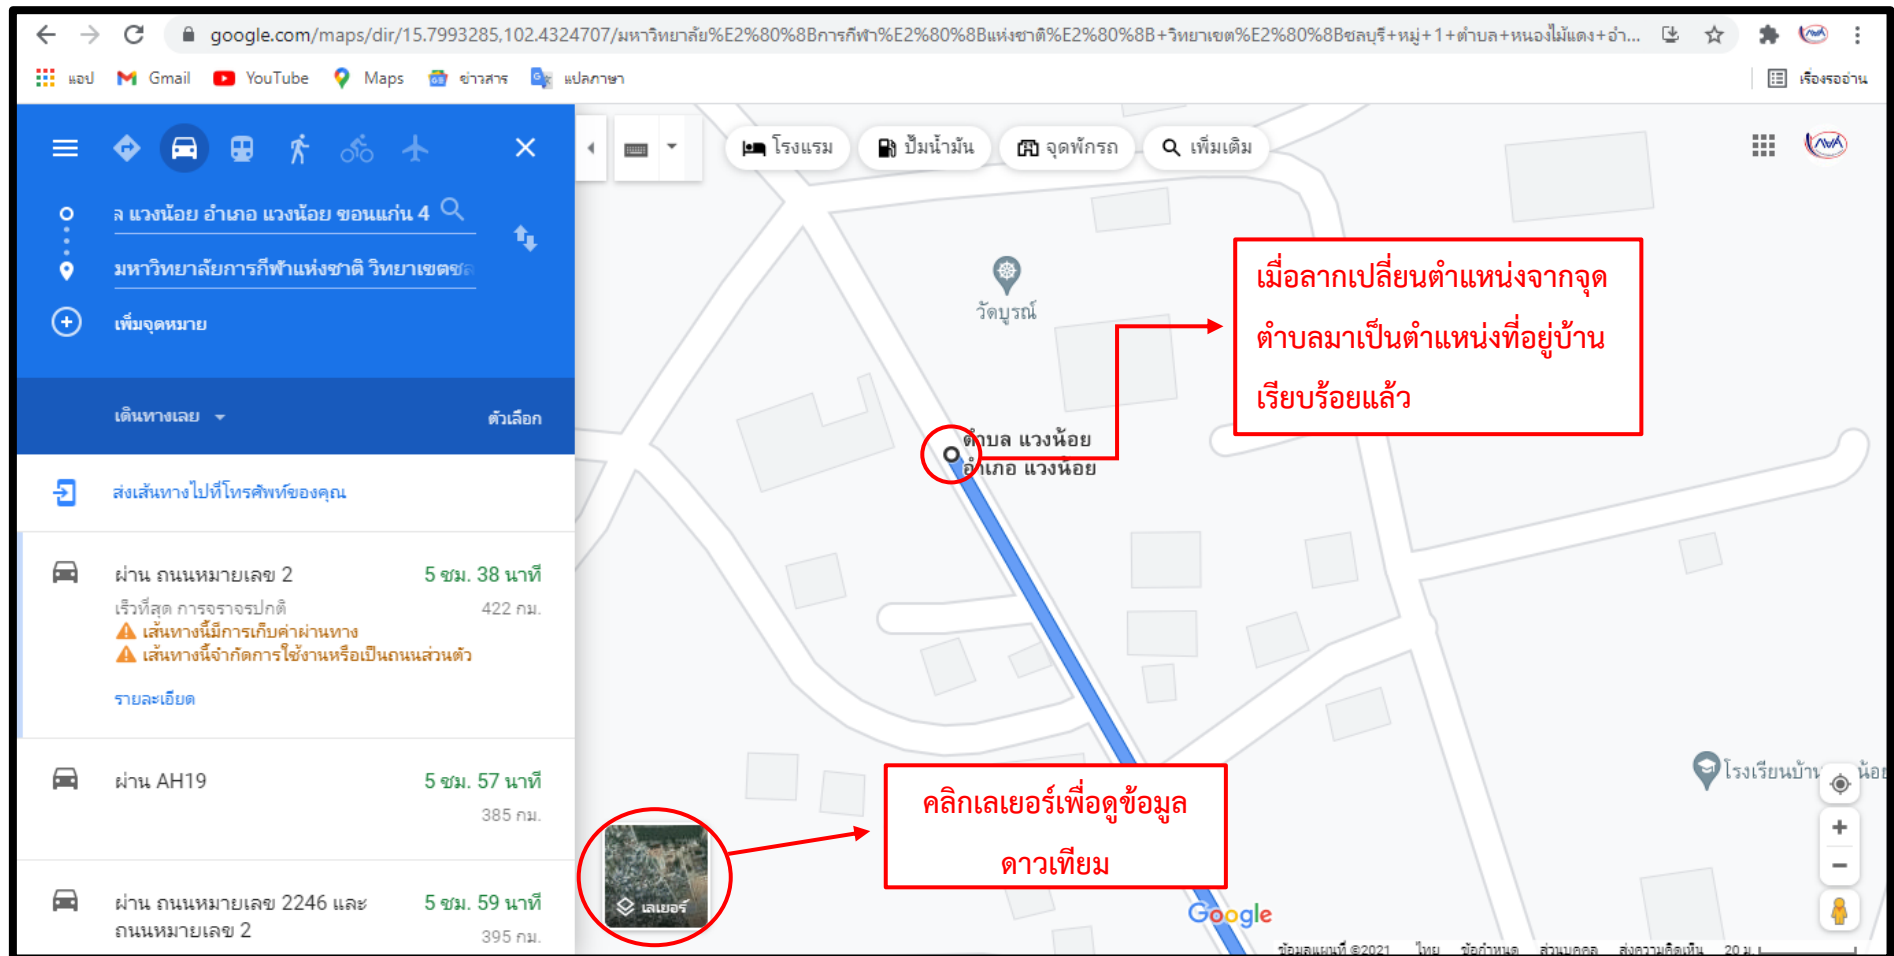 google.com/maps/dir/15.7993285,102.4324707/มหาวิทยาลัย%E2%80%8Bการกีฬา%E2%80%8Bแห่งชาติ%E2%80%8B+วิทยาเขต%E2%80%8Bชลบุรี+หมู่+1+ตำบล+หนองไม้แดง+อำ...
แอป Gmail YouTube Maps ข่าวสาร แปลภาษา
เรื่องรออ่าน
ล แวงน้อย อำเภอ แวงน้อย ขอนแก่น 4
มหาวิทยาลัยการกีฬาแห่งชาติ วิทยาเขตชล
เพิ่มจุดหมาย
เดินทางเลย ตัวเลือก
ส่งเส้นทางไปที่โทรศัพท์ของคุณ
ผ่าน ถนนหมายเลข 2 5 ชม. 38 นาที
เร็วที่สุด การจราจรปกติ 422 กม.
เส้นทางนี้มีการเก็บค่าผ่านทาง
เส้นทางนี้จำกัดการใช้งานหรือเป็นถนนส่วนตัว
รายละเอียด
ผ่าน AH19 5 ชม. 57 นาที
385 กม.
ผ่าน ถนนหมายเลข 2246 และ 5 ชม. 59 นาที
ถนนหมายเลข 2 395 กม.
โรงแรม ปั๊มน้ำมัน จุดพักรถ เพิ่มเติม
วัดบูรณ์
เมื่อลากเปลี่ยนตำแหน่งจากจุด
ตำบลมาเป็นตำแหน่งที่อยู่บ้าน
เรียบร้อยแล้ว
ตำบล แวงน้อย
อำเภอ แวงน้อย
โรงเรียนบ้าน น้อย
คลิกเลเยอร์เพื่อดูข้อมูล
ดาวเทียม
เลเยอร์
Google
ข้อมูลแผนที่ ©2021 ไทย ข้อกำหนด ส่วนบุคคล ส่งความคิดเห็น 20 ม.